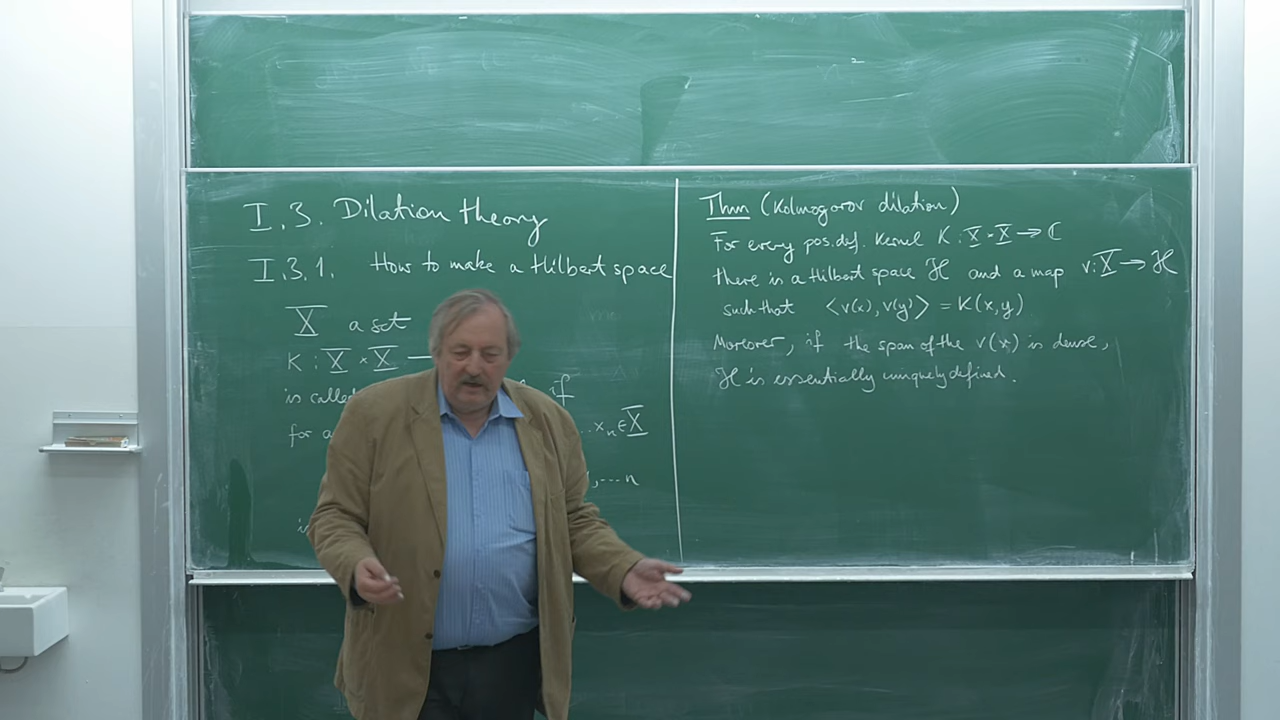 I.3. Dilation theory
I.3.1. How to make a Hilbert space
X a set
K : X × X
is called if
for a ..x_n ∈ X
,...n
Thm (Kolmogorov dilation)
For every pos. def. kernel K : X × X → ℂ
there is a Hilbert space ℋ and a map v: X → ℋ
such that ⟨v(x), v(y)⟩ = K(x,y)
Moreover, if the span of the v(x) is dense,
ℋ is essentially uniquely defined.